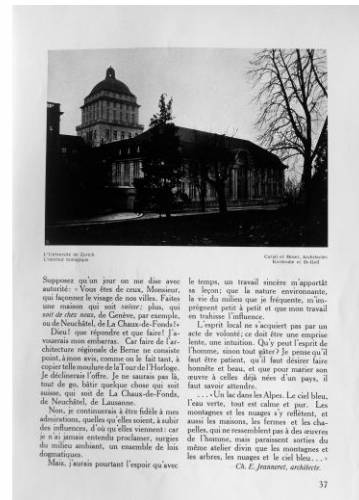 L'Université de Zurich
L'Institut biologique
Curjel et Moser, Architectes
Karlsruhe et St-Gall
Supposez qu'un jour on me dise avec
autorité: « Vous êtes de ceux, Monsieur,
qui façonnez le visage de nos villes. Faites
une maison qui soit suisse; plus, qui
soit de chez nous, de Genève, par exemple,
ou de Neuchâtel, de La Chaux-de-Fonds!»
Dieu! que répondre et que faire! J'a-
vouerais mon embarras. Car faire de l'ar-
chitecture régionale de Berne ne consiste
point, à mon avis, comme on le fait tant, à
copier telle moulure de la Tour de l'Horloge.
Je déclinerais l'offre. Je ne saurais pas là,
tout de go, bâtir quelque chose qui soit
suisse, qui soit de La Chaux-de-Fonds,
de Neuchâtel, de Lausanne.
Non, je continuerais à être fidèle à mes
admirations, quelles qu'elles soient, à subir
des influences, d'où qu'elles viennent: car
je n'ai jamais entendu proclamer, surgies
du milieu ambiant, un ensemble de lois
dogmatiques.
Mais, j'aurais pourtant l'espoir qu'avec
le temps, un travail sincère m'apportât
sa leçon; que la nature environnante,
la vie du milieu que je fréquente, m'im-
prègnent petit à petit et que mon travail
en trahisse l'influence.
L'esprit local ne s'acquiert pas par un
acte de volonté; ce doit être une emprise
lente, une intuition. Qu'y peut l'esprit de
l'homme, sinon tout gâter? Je pense qu'il
faut être patient, qu'il faut désirer faire
honnête et beau, et que pour marier son
œuvre à celles déjà nées d'un pays, il
faut savoir attendre.
. . . . Un lac dans les Alpes. Le ciel bleu,
l'eau verte, tout est calme et pur. Les
montagnes et les nuages s'y reflètent, et
aussi les maisons, les fermes et les cha-
pelles, qui ne ressemblent pas à des œuvres
de l'homme, mais paraissent sorties du
même atelier divin que les montagnes et
les arbres, les nuages et le ciel bleu. . . .
Ch. E. Jeanneret, architecte.
37